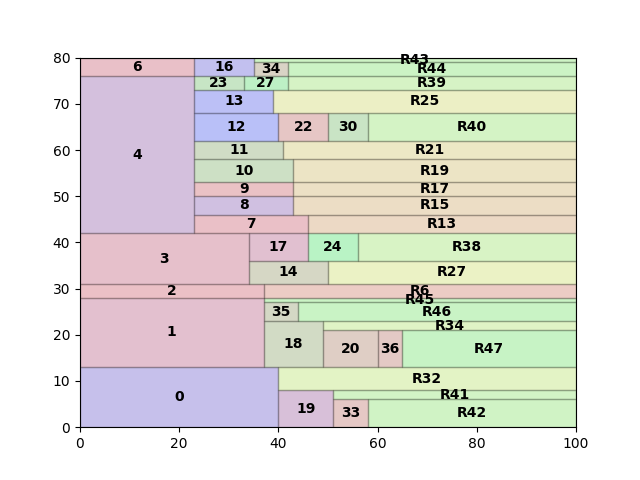 80
R43
6 16 34 R44
23 27 R39
70
13 R25
12 22 30 R40
60
11 R21
4
10 R19
50
9 R17
8 R15
7 R13
40
17 24 R38
3
14 R27
30
2 R6
R45
35 R46
20
R34
1 18 20 36 R47
10
R32
0
R41
19 33 R42
0
0 20 40 60 80 100